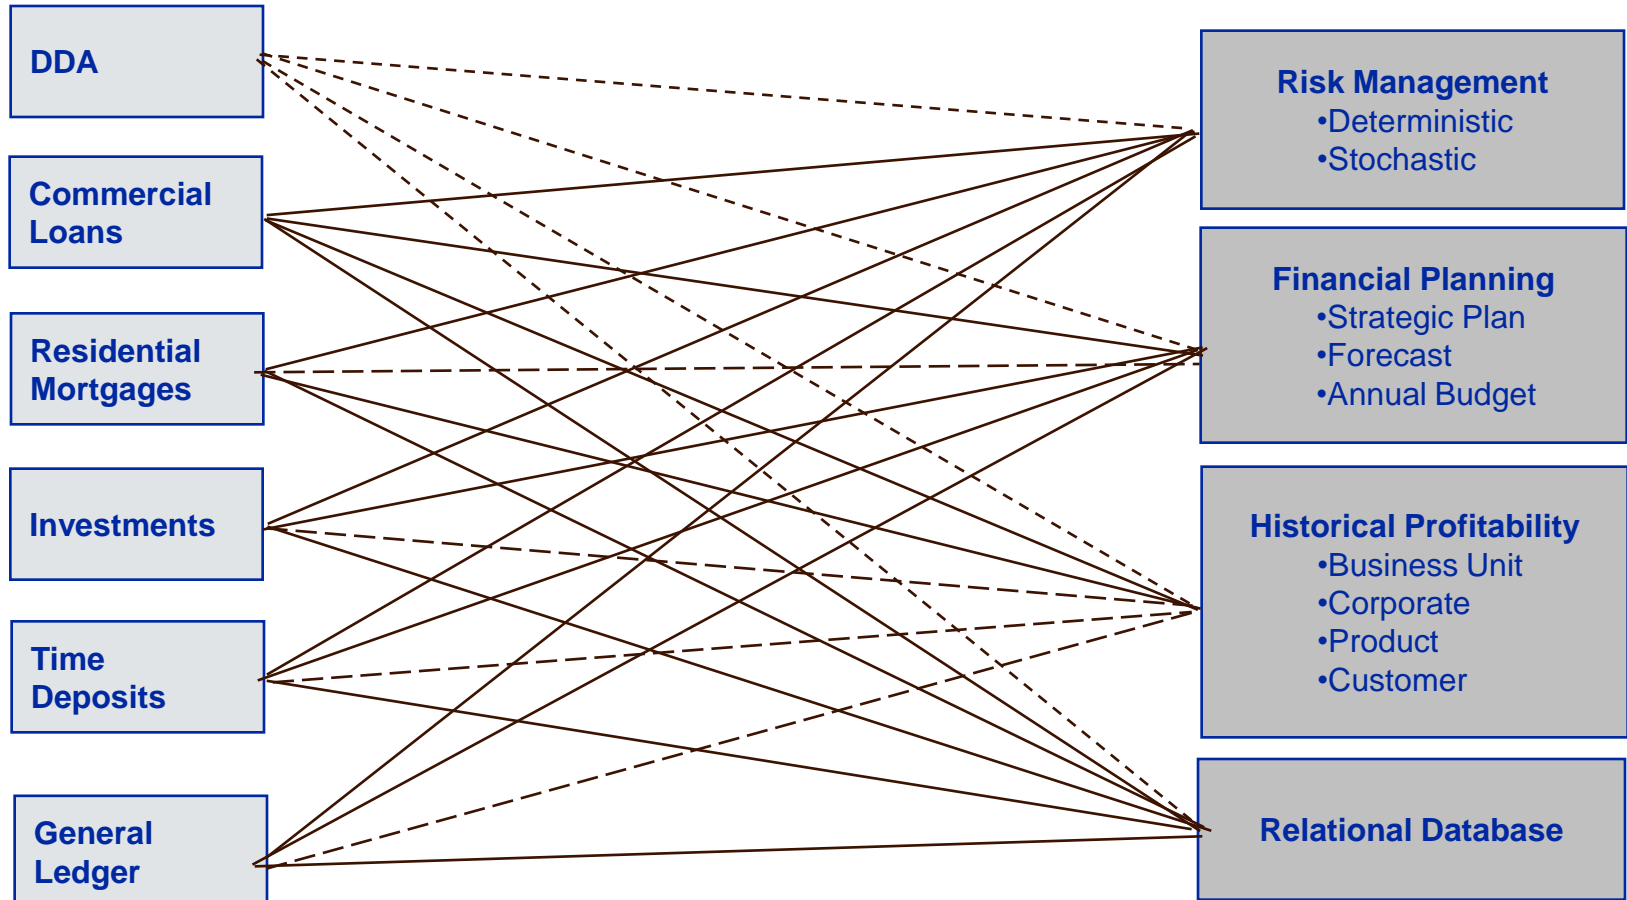 DDA
Commercial
Loans
Residential
Mortgages
Investments
Time
Deposits
General
Ledger
Risk Management
•Deterministic
•Stochastic
Financial Planning
•Strategic Plan
•Forecast
•Annual Budget
Historical Profitability
•Business Unit
•Corporate
•Product
•Customer
Relational Database